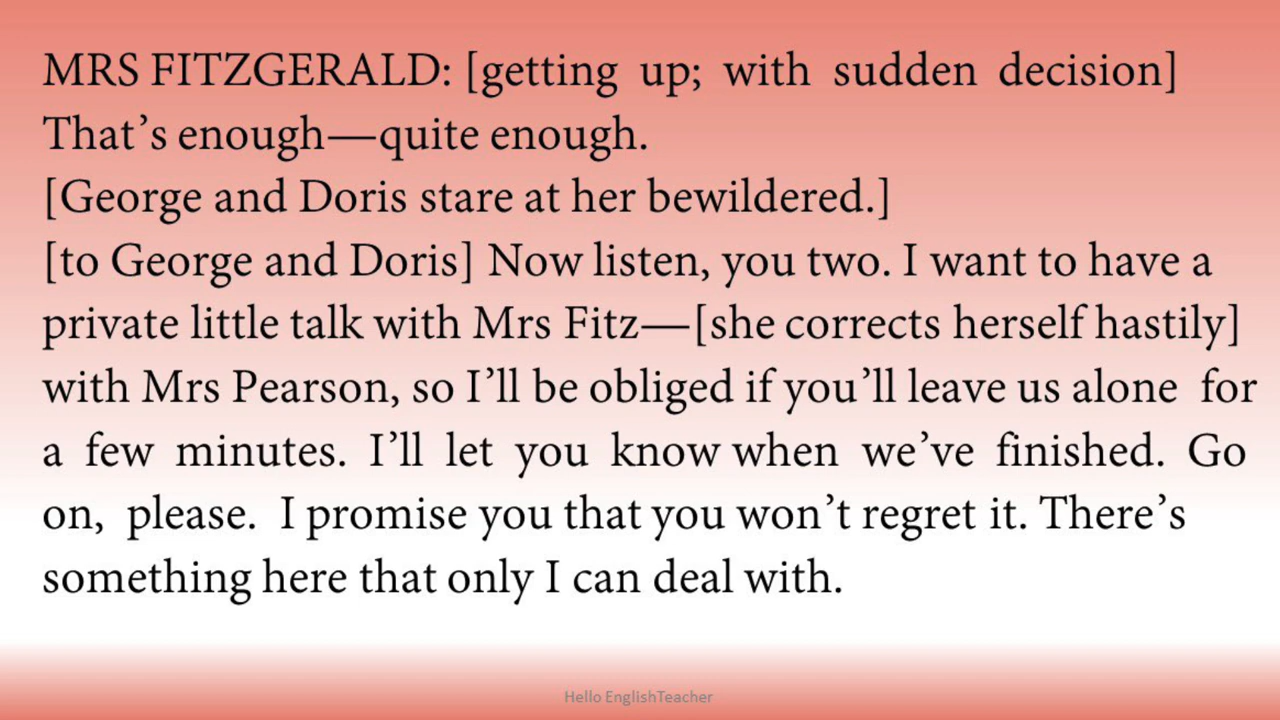 MRS FITZGERALD: [getting up; with sudden decision]
That’s enough—quite enough.
[George and Doris stare at her bewildered.]
[to George and Doris] Now listen, you two. I want to have a
private little talk with Mrs Fitz—[she corrects herself hastily]
with Mrs Pearson, so I’ll be obliged if you’ll leave us alone for
a few minutes. I’ll let you know when we’ve finished. Go
on, please. I promise you that you won’t regret it. There’s
something here that only I can deal with.
Hello EnglishTeacher